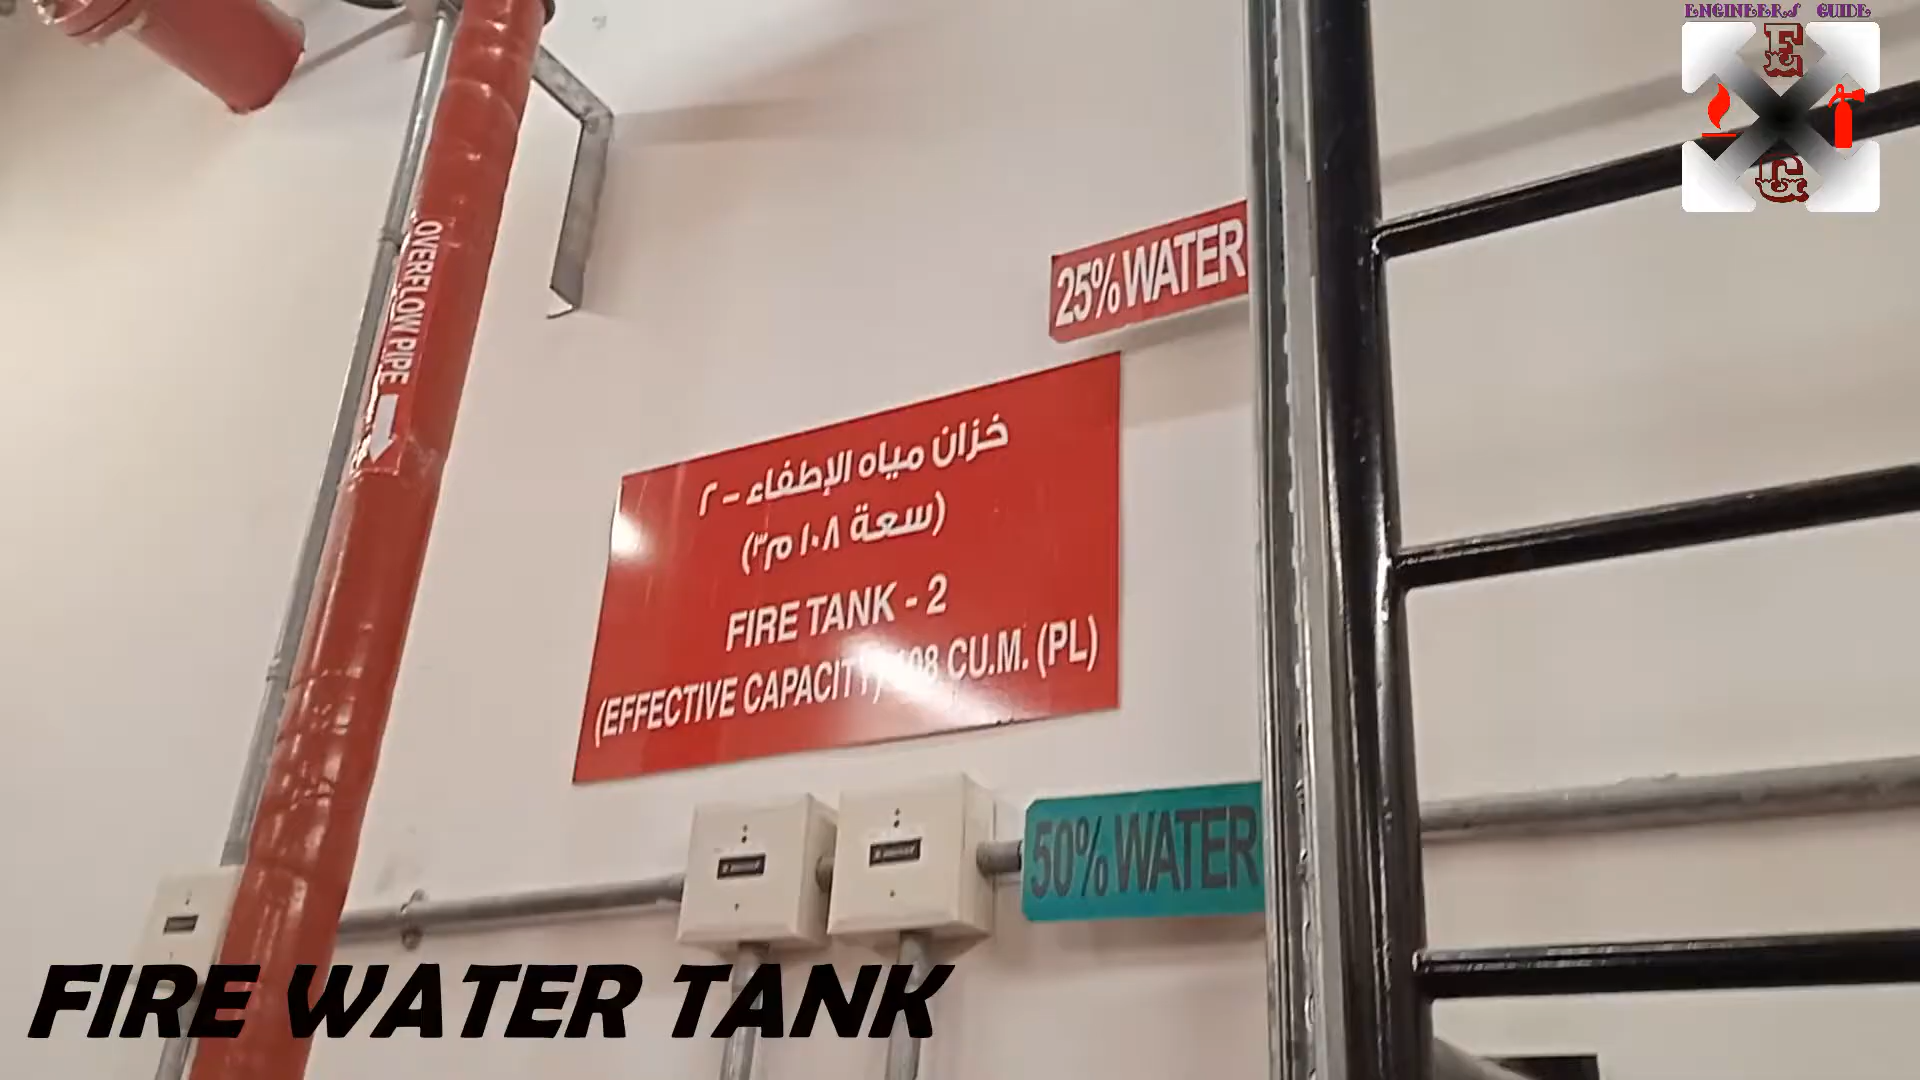 ENGINEERS GUIDE
E
G
OVERFLOW PIPE
25% WATER
خزان مياه الإطفاء - ٢
(سعة ١٠٨ م٣)
FIRE TANK - 2
(EFFECTIVE CAPACITY) 108 CU.M. (PL)
50% WATER
FIRE WATER TANK